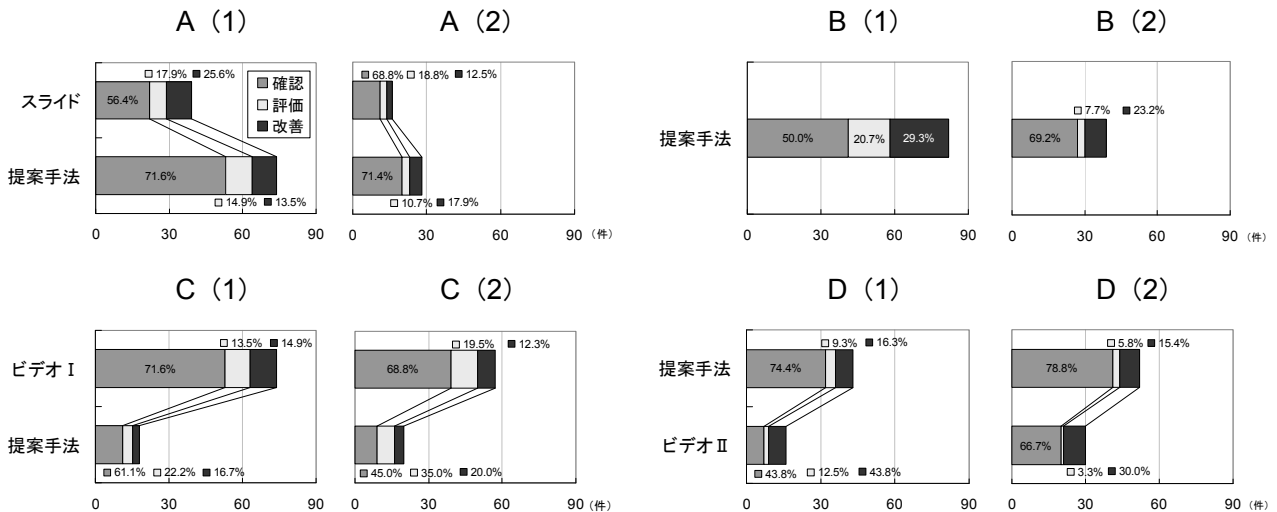 A（1）
17.9% 25.6%
スライド
56.4%
確認
評価
改善
提案手法
71.6%
14.9% 13.5%
0 30 60 90（件）
A（2）
68.8% 18.8% 12.5%
71.4%
10.7% 17.9%
0 30 60 90（件）
B（1）
提案手法
50.0% 20.7% 29.3%
0 30 60 90
B（2）
7.7% 23.2%
69.2%
0 30 60 90（件）
C（1）
13.5% 14.9%
ビデオⅠ
71.6%
提案手法
61.1% 22.2% 16.7%
0 30 60 90（件）
C（2）
19.5% 12.3%
68.8%
45.0% 35.0% 20.0%
0 30 60 90（件）
D（1）
9.3% 16.3%
提案手法
74.4%
ビデオⅡ
43.8% 12.5% 43.8%
0 30 60 90（件）
D（2）
5.8% 15.4%
78.8%
66.7%
3.3% 30.0%
0 30 60 90（件）